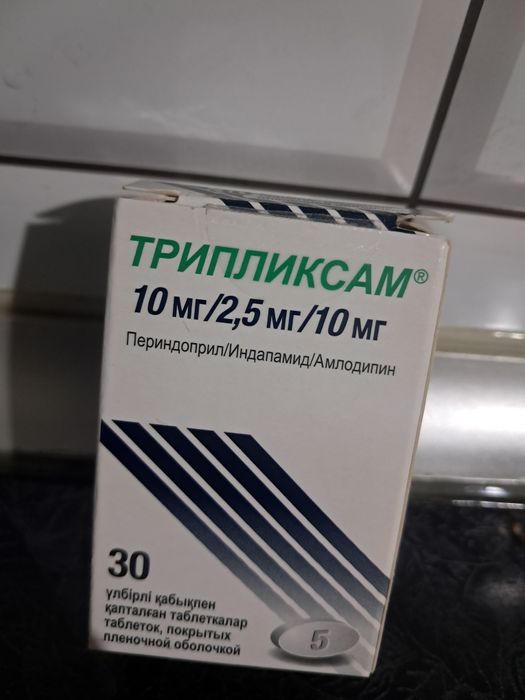 ТРИПЛИКСАМ®
10 мг/2,5 мг/10 мг
Периндоприл/Индапамид/Амлодипин
30
үлбірлі қабықпен
қапталған таблеткалар
таблеток, покрытых
пленочной оболочкой
5